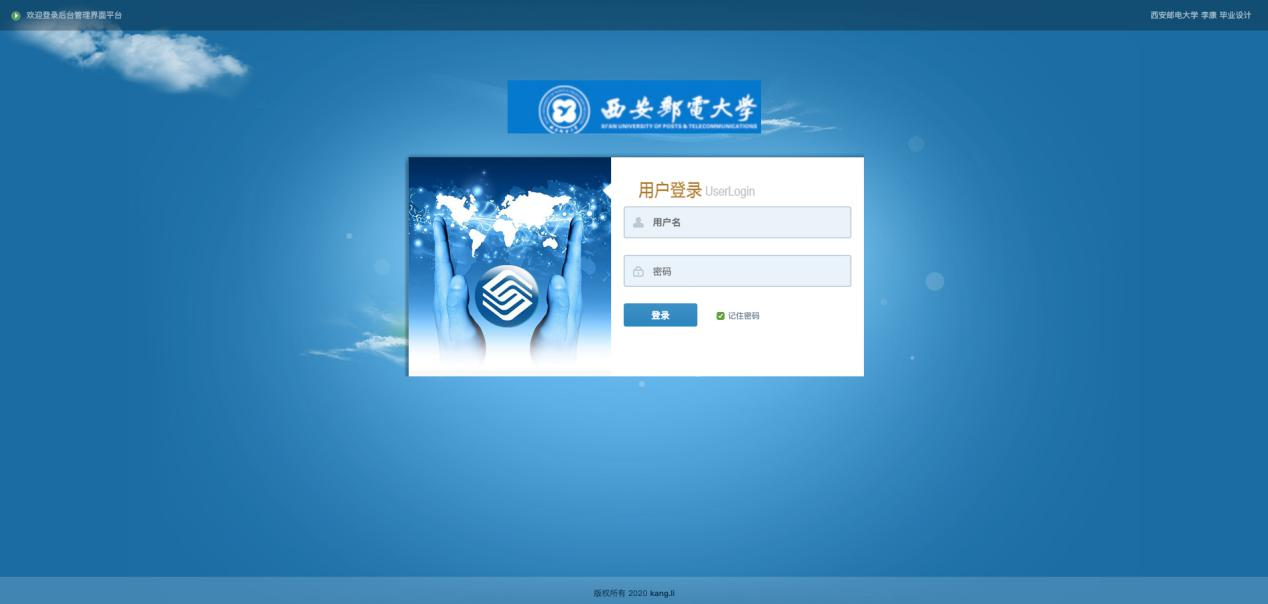 欢迎登录后台管理界面平台
西安邮电大学 李康 毕业设计
西安郵電大学
XI'AN UNIVERSITY OF POSTS & TELECOMMUNICATIONS
用户登录 UserLogin
用户名
密码
登录 记住密码
版权所有 2020 kang.li